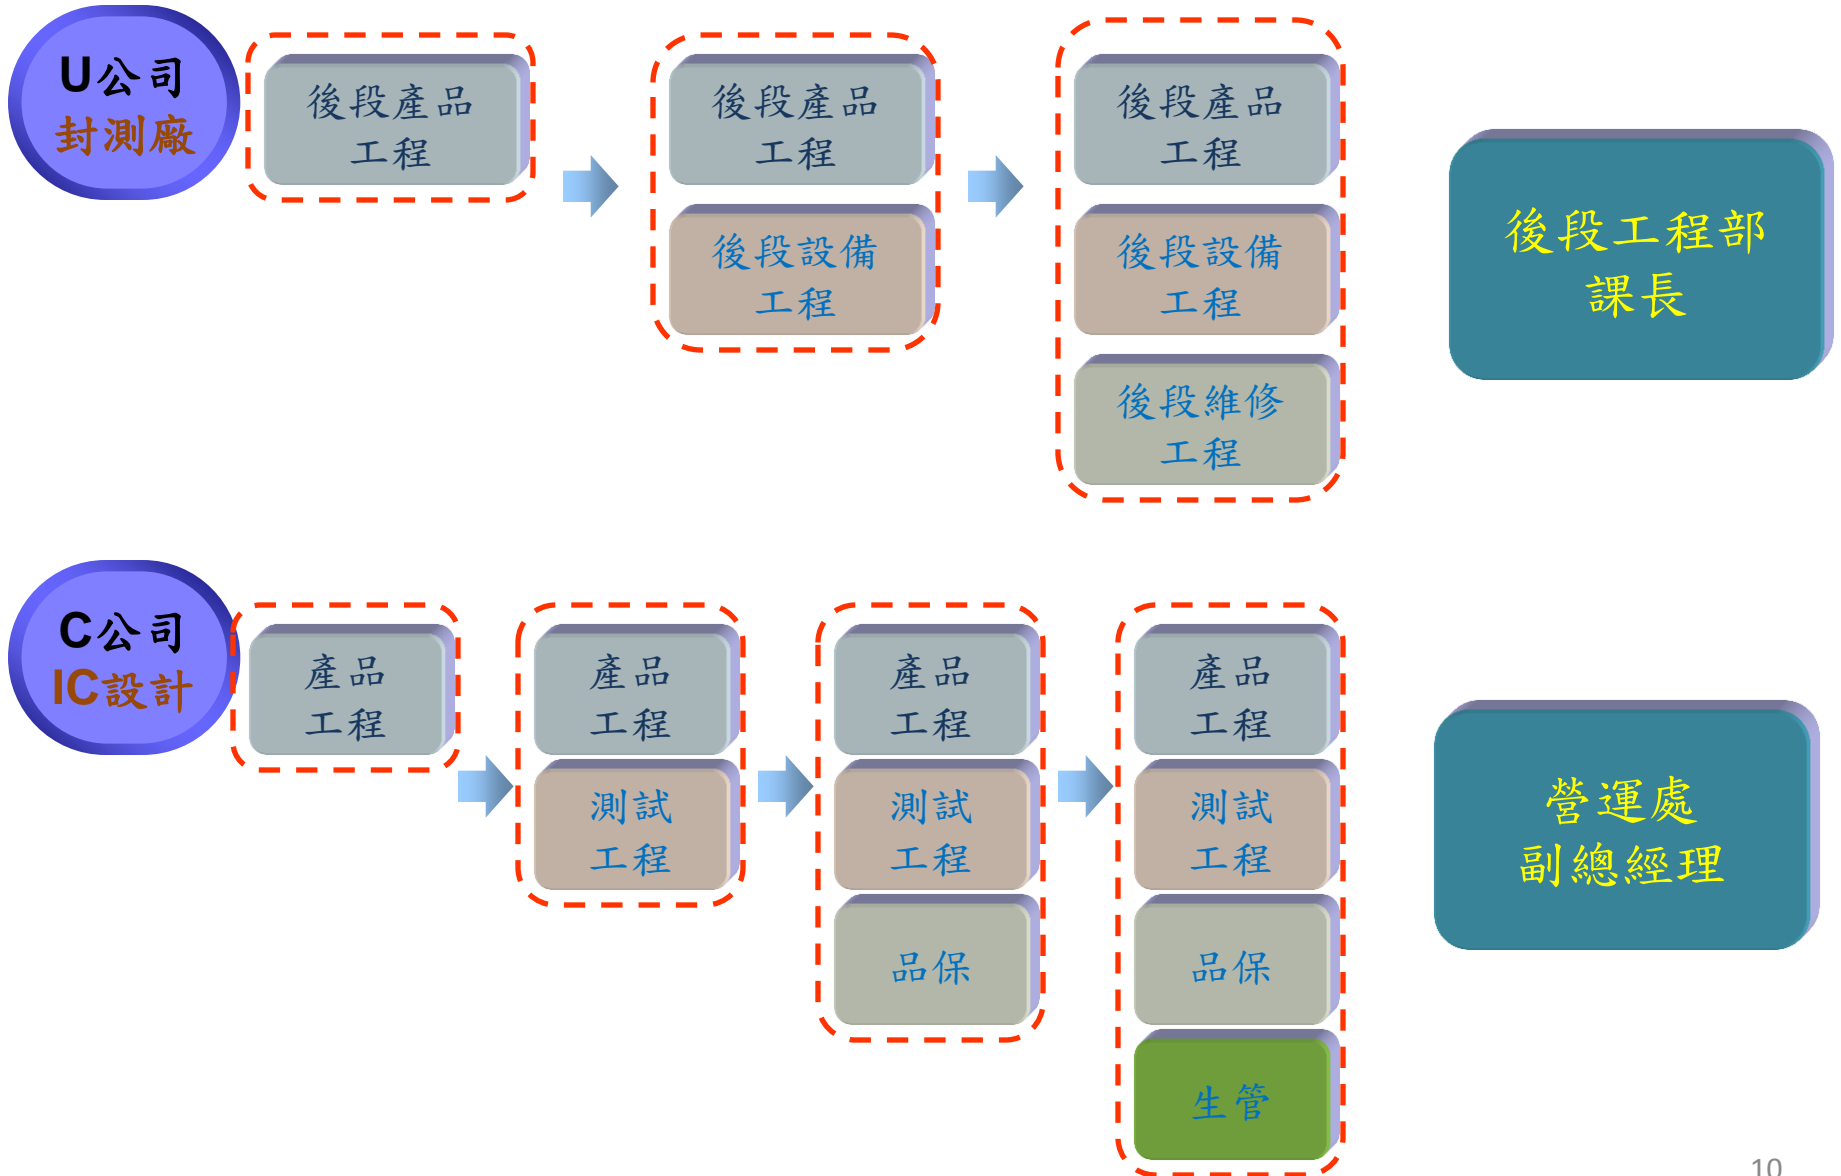 U公司
封測廠
後段產品
工程
後段產品
工程
後段設備
工程
後段產品
工程
後段設備
工程
後段維修
工程
後段工程部
課長
C公司
IC設計
產品
工程
產品
工程
測試
工程
產品
工程
測試
工程
品保
產品
工程
測試
工程
品保
生管
營運處
副總經理
10